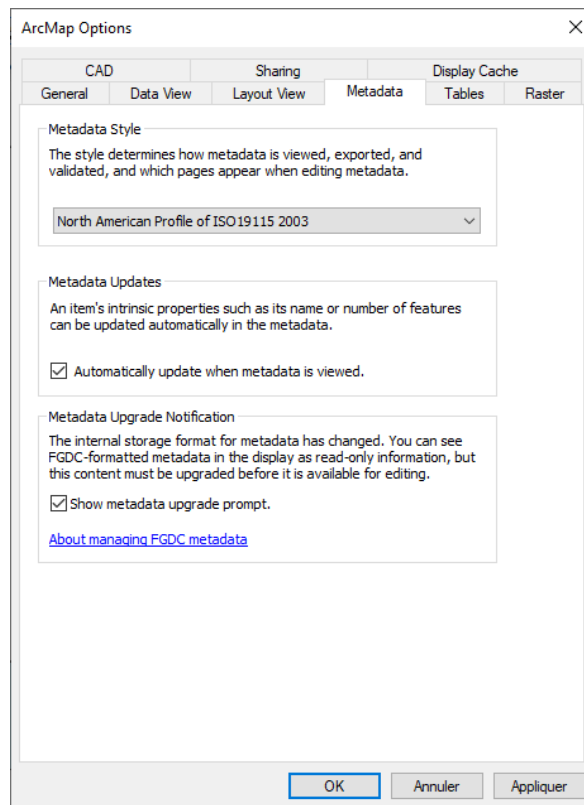 ArcMap Options
CAD
Sharing
Display Cache
General
Data View
Layout View
Metadata
Tables
Raster
Metadata Style
The style determines how metadata is viewed, exported, and
validated, and which pages appear when editing metadata.
North American Profile of ISO19115 2003
Metadata Updates
An item's intrinsic properties such as its name or number of features
can be updated automatically in the metadata.
Automatically update when metadata is viewed.
Metadata Upgrade Notification
The internal storage format for metadata has changed. You can see
FGDC-formatted metadata in the display as read-only information, but
this content must be upgraded before it is available for editing.
Show metadata upgrade prompt.
About managing FGDC metadata
OK
Annuler
Appliquer